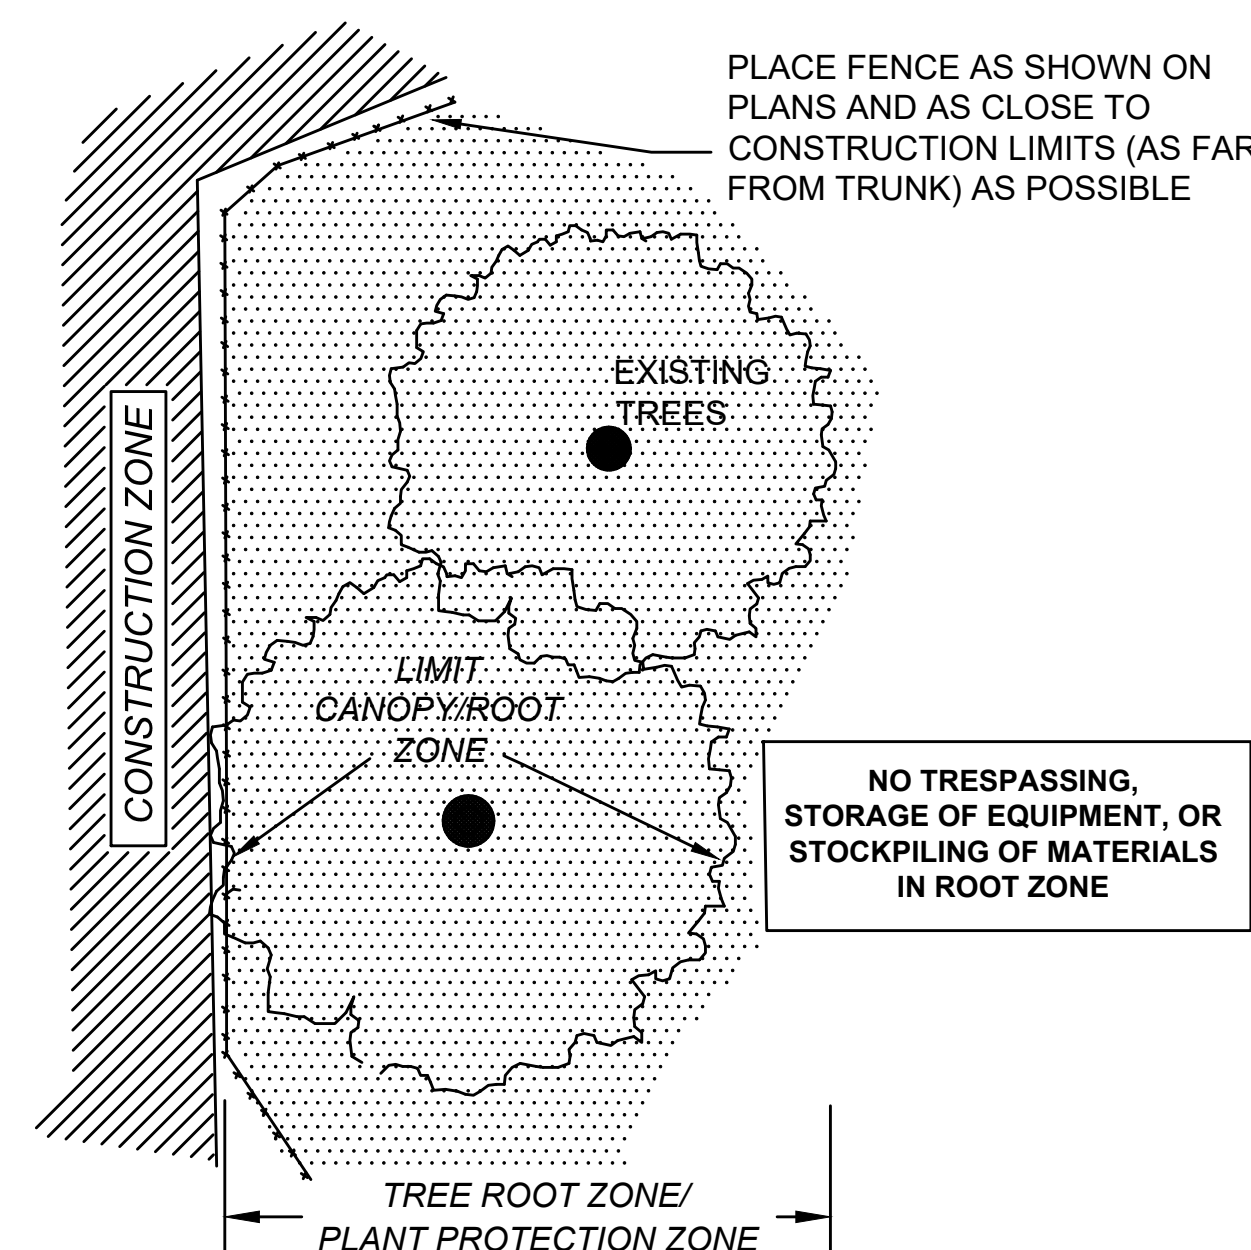 PLACE FENCE AS SHOWN ON
PLANS AND AS CLOSE TO
CONSTRUCTION LIMITS (AS FAR
FROM TRUNK) AS POSSIBLE
EXISTING
TREES
CONSTRUCTION ZONE
LIMIT
CANOPY/ROOT
ZONE
NO TRESPASSING,
STORAGE OF EQUIPMENT, OR
STOCKPILING OF MATERIALS
IN ROOT ZONE
TREE ROOT ZONE/
PLANT PROTECTION ZONE